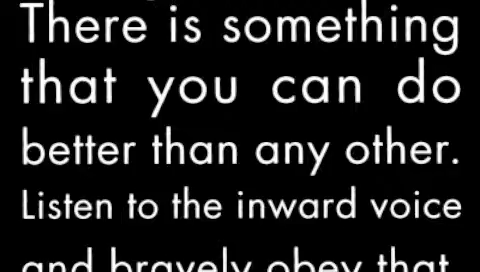 There is something
that you can do
better than any other.
Listen to the inward voice
and bravely obey that.